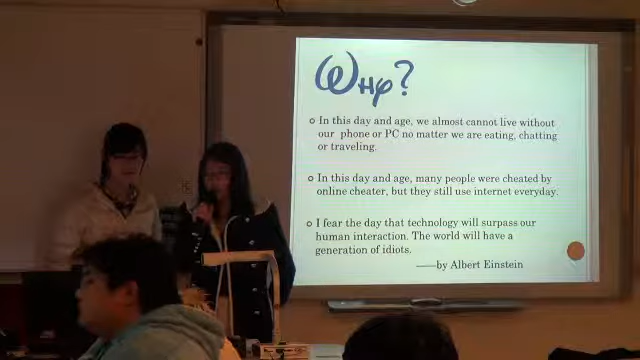 Why?
In this day and age, we almost cannot live without
our phone or PC no matter we are eating, chatting
or traveling.
In this day and age, many people were cheated by
online cheater, but they still use internet everyday.
I fear the day that technology will surpass our
human interaction. The world will have a
generation of idiots.
——by Albert Einstein